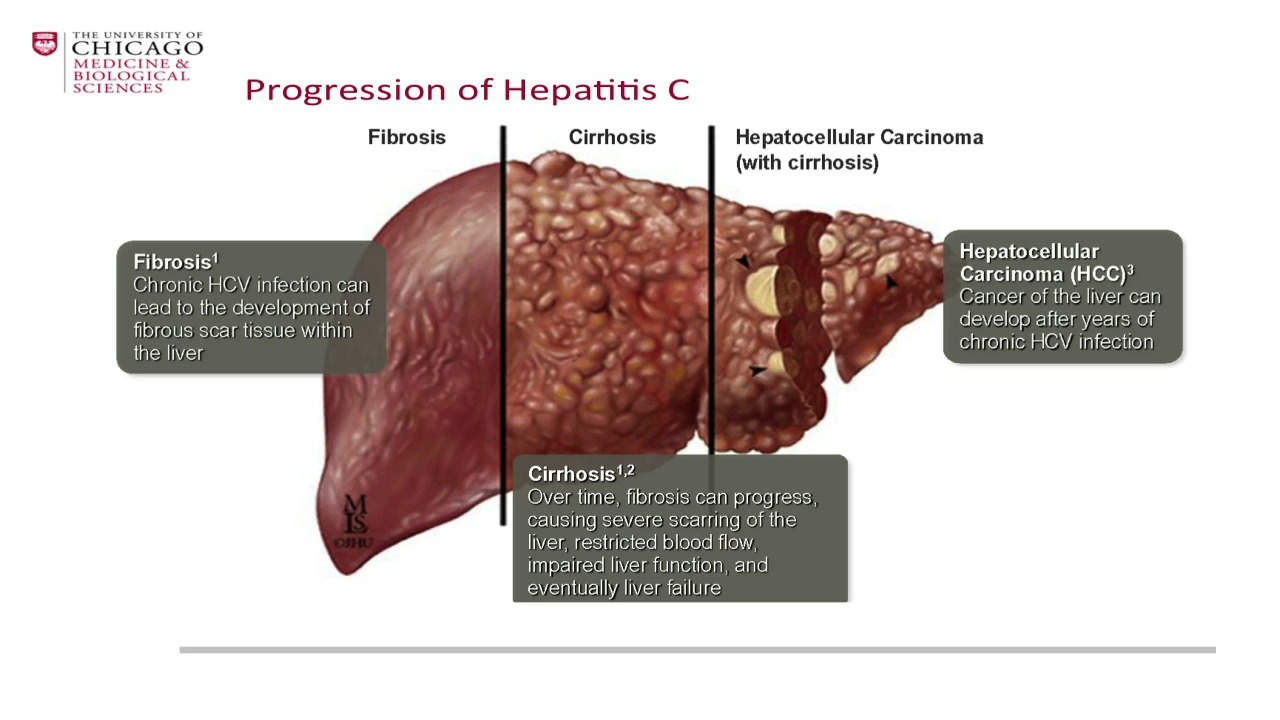 THE UNIVERSITY OF
CHICAGO
MEDICINE &
BIOLOGICAL
SCIENCES
Progression of Hepatitis C
Fibrosis
Cirrhosis
Hepatocellular Carcinoma
(with cirrhosis)
Fibrosis¹
Chronic HCV infection can
lead to the development of
fibrous scar tissue within
the liver
Hepatocellular
Carcinoma (HCC)³
Cancer of the liver can
develop after years of
chronic HCV infection
Cirrhosis¹,²
Over time, fibrosis can progress,
causing severe scarring of the
liver, restricted blood flow,
impaired liver function, and
eventually liver failure
©JHU